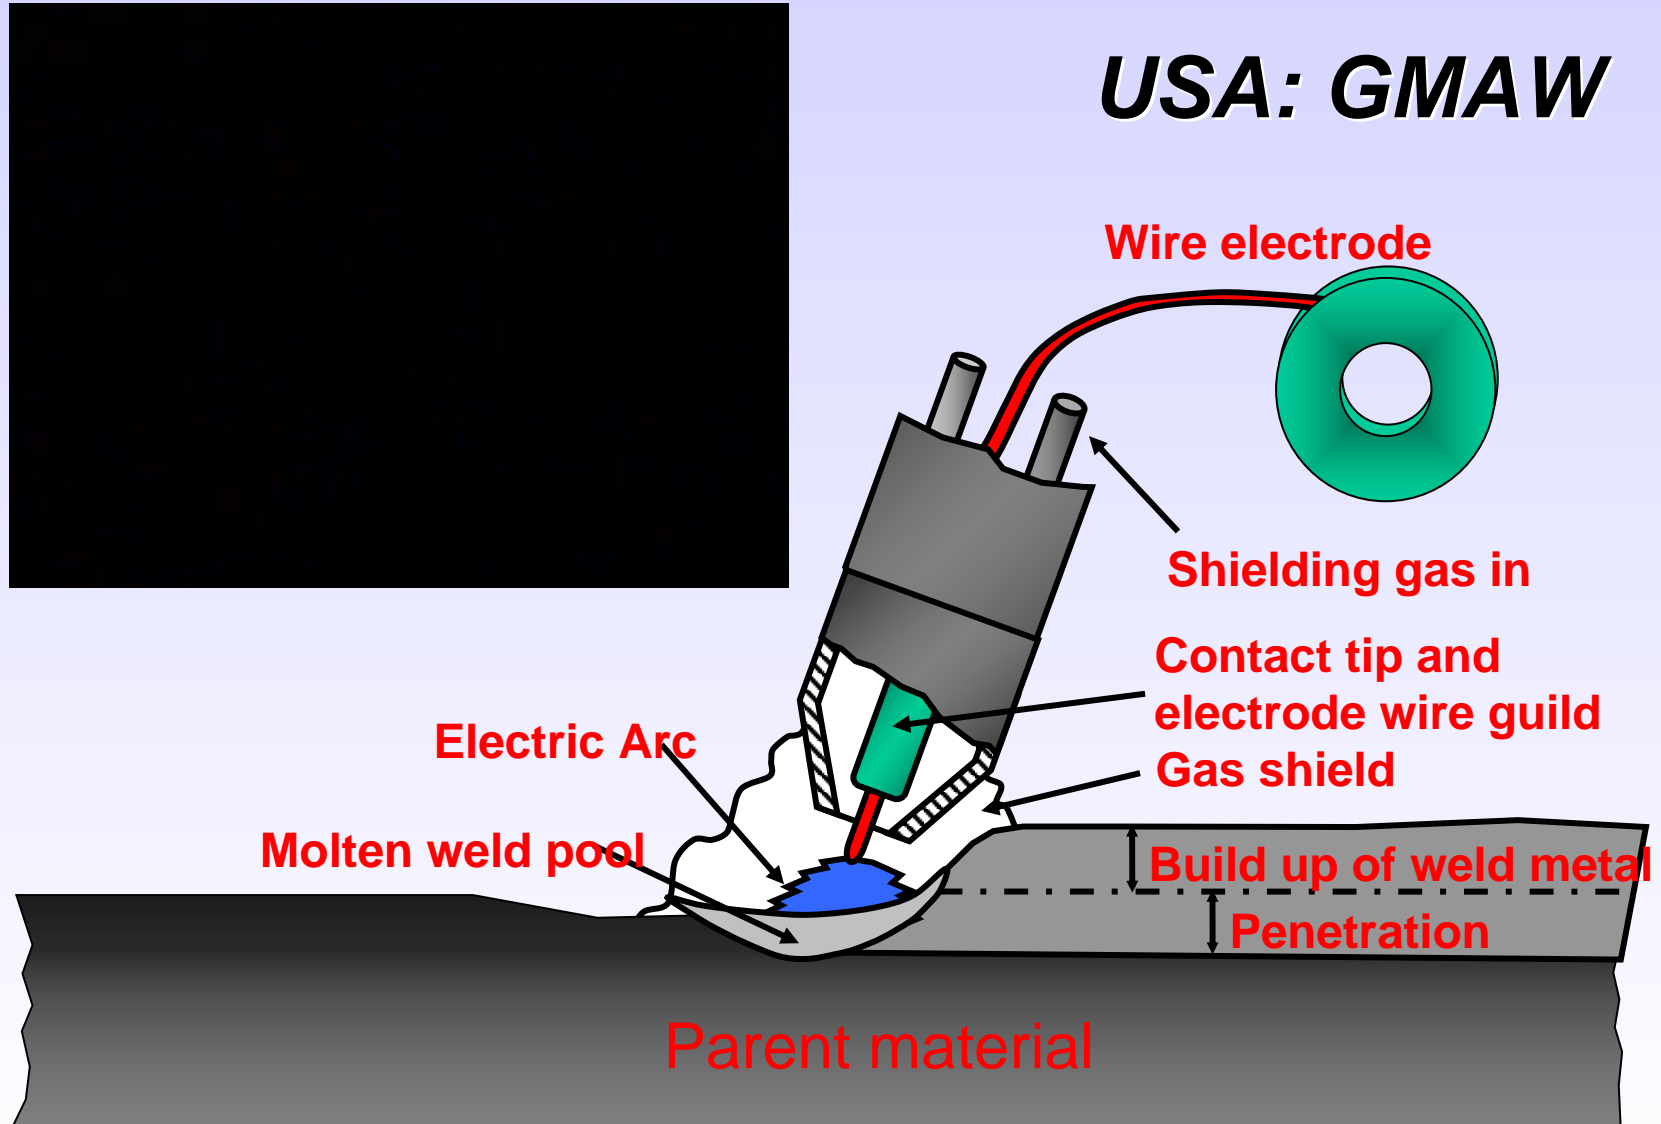 USA: GMAW
Wire electrode
Shielding gas in
Contact tip and
electrode wire guild
Gas shield
Electric Arc
Molten weld pool
Build up of weld metal
Penetration
Parent material